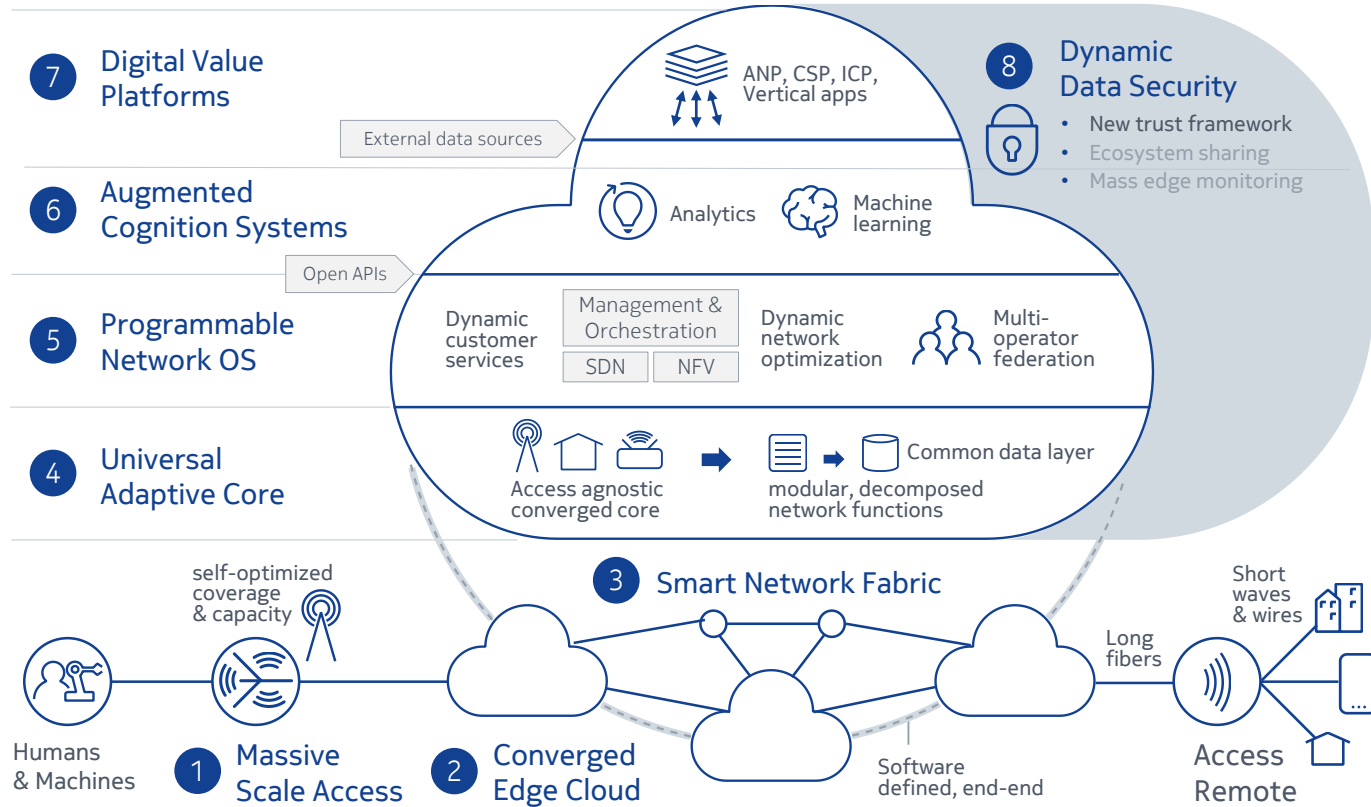 7
Digital Value
Platforms
ANP, CSP, ICP,
Vertical apps
8
Dynamic
Data Security
• New trust framework
• Ecosystem sharing
• Mass edge monitoring
External data sources
6
Augmented
Cognition Systems
Analytics
Machine
learning
Open APIs
5
Programmable
Network OS
Dynamic
customer
services
Management &
Orchestration
SDN
NFV
Dynamic
network
optimization
Multi-
operator
federation
4
Universal
Adaptive Core
Access agnostic
converged core
Common data layer
modular, decomposed
network functions
self-optimized
coverage
& capacity
3
Smart Network Fabric
Short
waves
& wires
Long
fibers
...
Humans
& Machines
1
Massive
Scale Access
2
Converged
Edge Cloud
Software
defined, end-end
Access
Remote